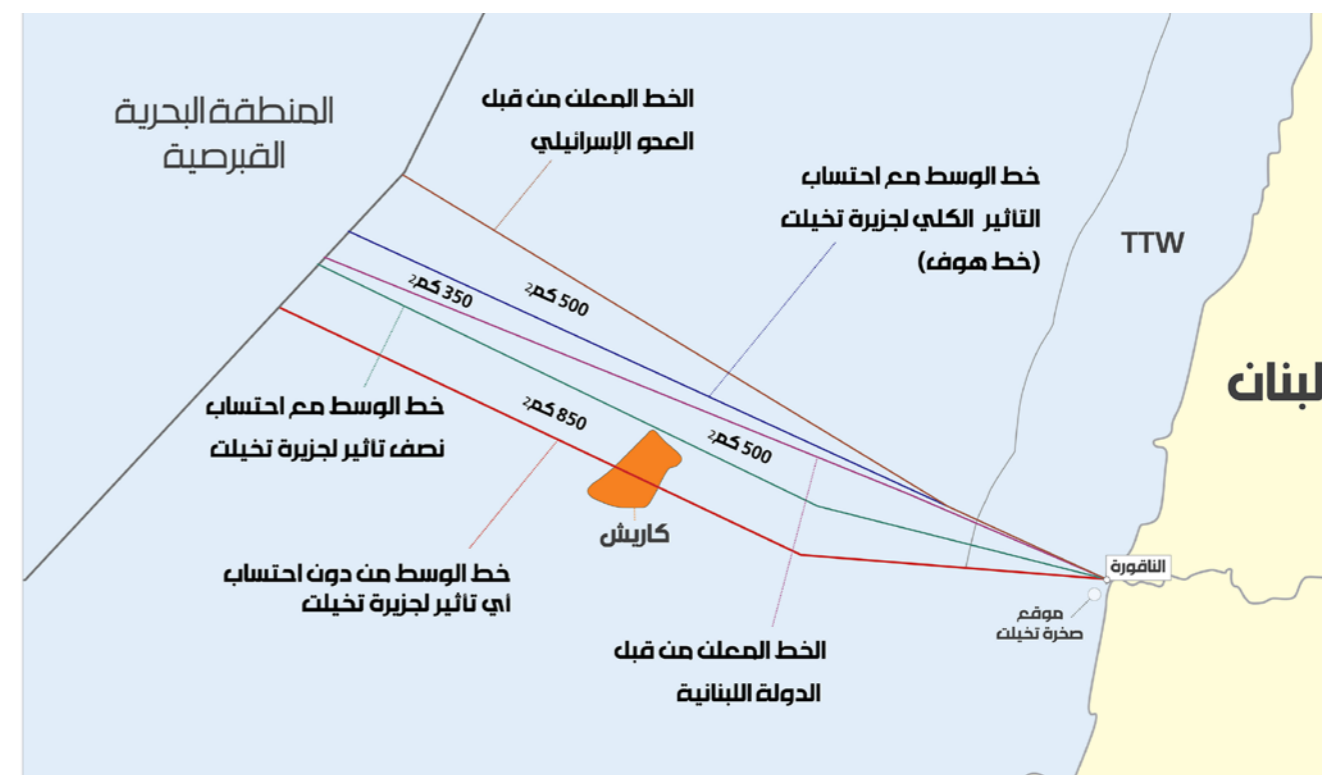 المنطقة البحرية
القبرصية
الخط المعلن من قبل
العدو الإسرائيلي
خط الوسط مع احتساب
التأثير الكلي لجزيرة تخيلت
(خط هوف)
TTW
لبنان
500 كم2
350 كم2
خط الوسط مع احتساب
نصف تأثير لجزيرة تخيلت
850 كم2
500 كم2
كاريش
خط الوسط من دون احتساب
أي تأثير لجزيرة تخيلت
الناقورة
موقع
صخرة تخيلت
الخط المعلن من قبل
الدولة اللبنانية